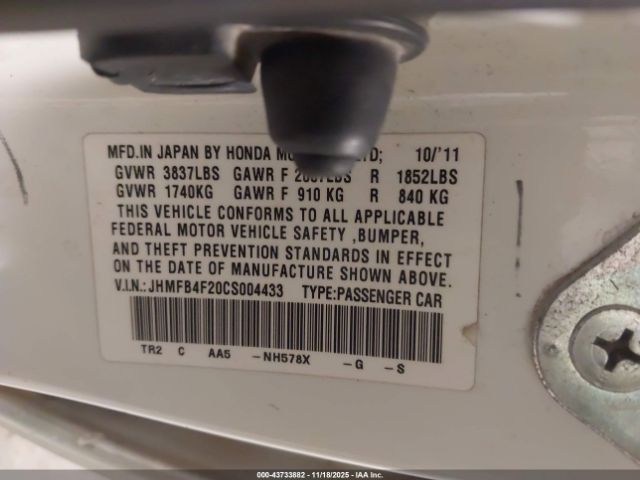 MFD.IN JAPAN BY HONDA LTD; 10/'11
GVWR 3837LBS GAWR F R 1852LBS
GVWR 1740KG GAWR F 910 KG R 840 KG
THIS VEHICLE CONFORMS TO ALL APPLICABLE
FEDERAL MOTOR VEHICLE SAFETY ,BUMPER,
AND THEFT PREVENTION STANDARDS IN EFFECT
ON THE DATE OF MANUFACTURE SHOWN ABOVE.
V.I.N.:JHMFB4F20CS004433 TYPE:PASSENGER CAR
TR2 C AA5 -NH578X -G -S
000-43733882 | 11/18/2025 - IAA Inc.